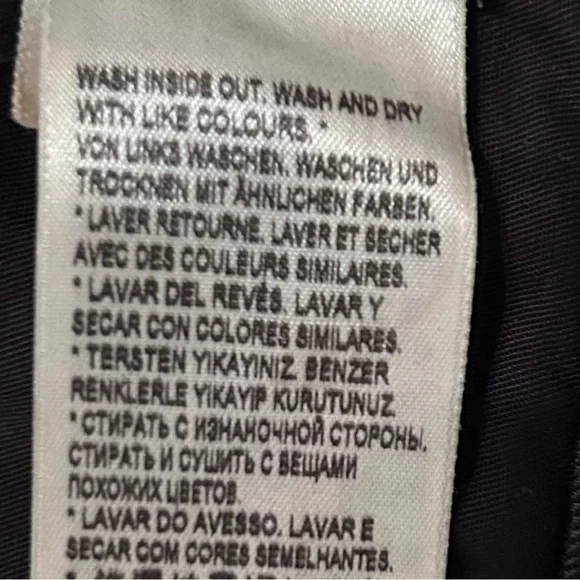 WASH INSIDE OUT. WASH AND DRY
WITH LIKE COLOURS. *
VON LINKS WASCHEN. WASCHEN UND
TROCKNEN MIT ÄHNLICHEN FARBEN.
* LAVER RETOURNÉ. LAVER ET SECHER
AVEC DES COULEURS SIMILAIRES.
* LAVAR DEL REVÉS. LAVAR Y
SECAR CON COLORES SIMILARES.
* TERSTEN YIKAYINIZ. BENZER
RENKLERLE YIKAYIP KURUTUNUZ
* СТИРАТЬ С ИЗНАНОЧНОЙ СТОРОНЫ.
СТИРАТЬ И СУШИТЬ С ВЕЩАМИ
ПОХОЖИХ ЦВЕТОВ.
* LAVAR DO AVESSO. LAVAR E
SECAR COM CORES SEMELHANTES.